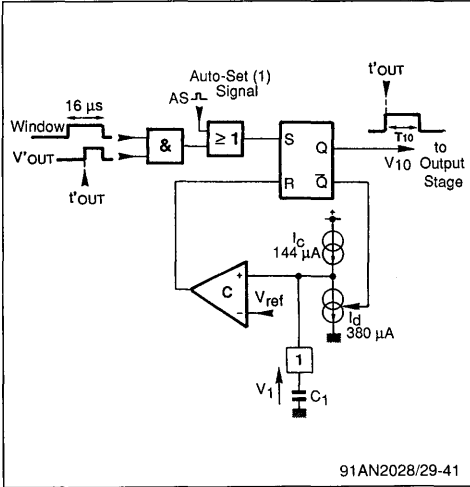 Auto-Set (1)
Signal
AS
16 µs
Window
V'OUT
t'OUT
&
≥ 1
S
R
Q
Q̅
t'OUT
T10
V10
to
Output
Stage
+
Ic
144 µA
C
+
−
Vref
Id
380 µA
1
V1
C1
91AN2028/29-41